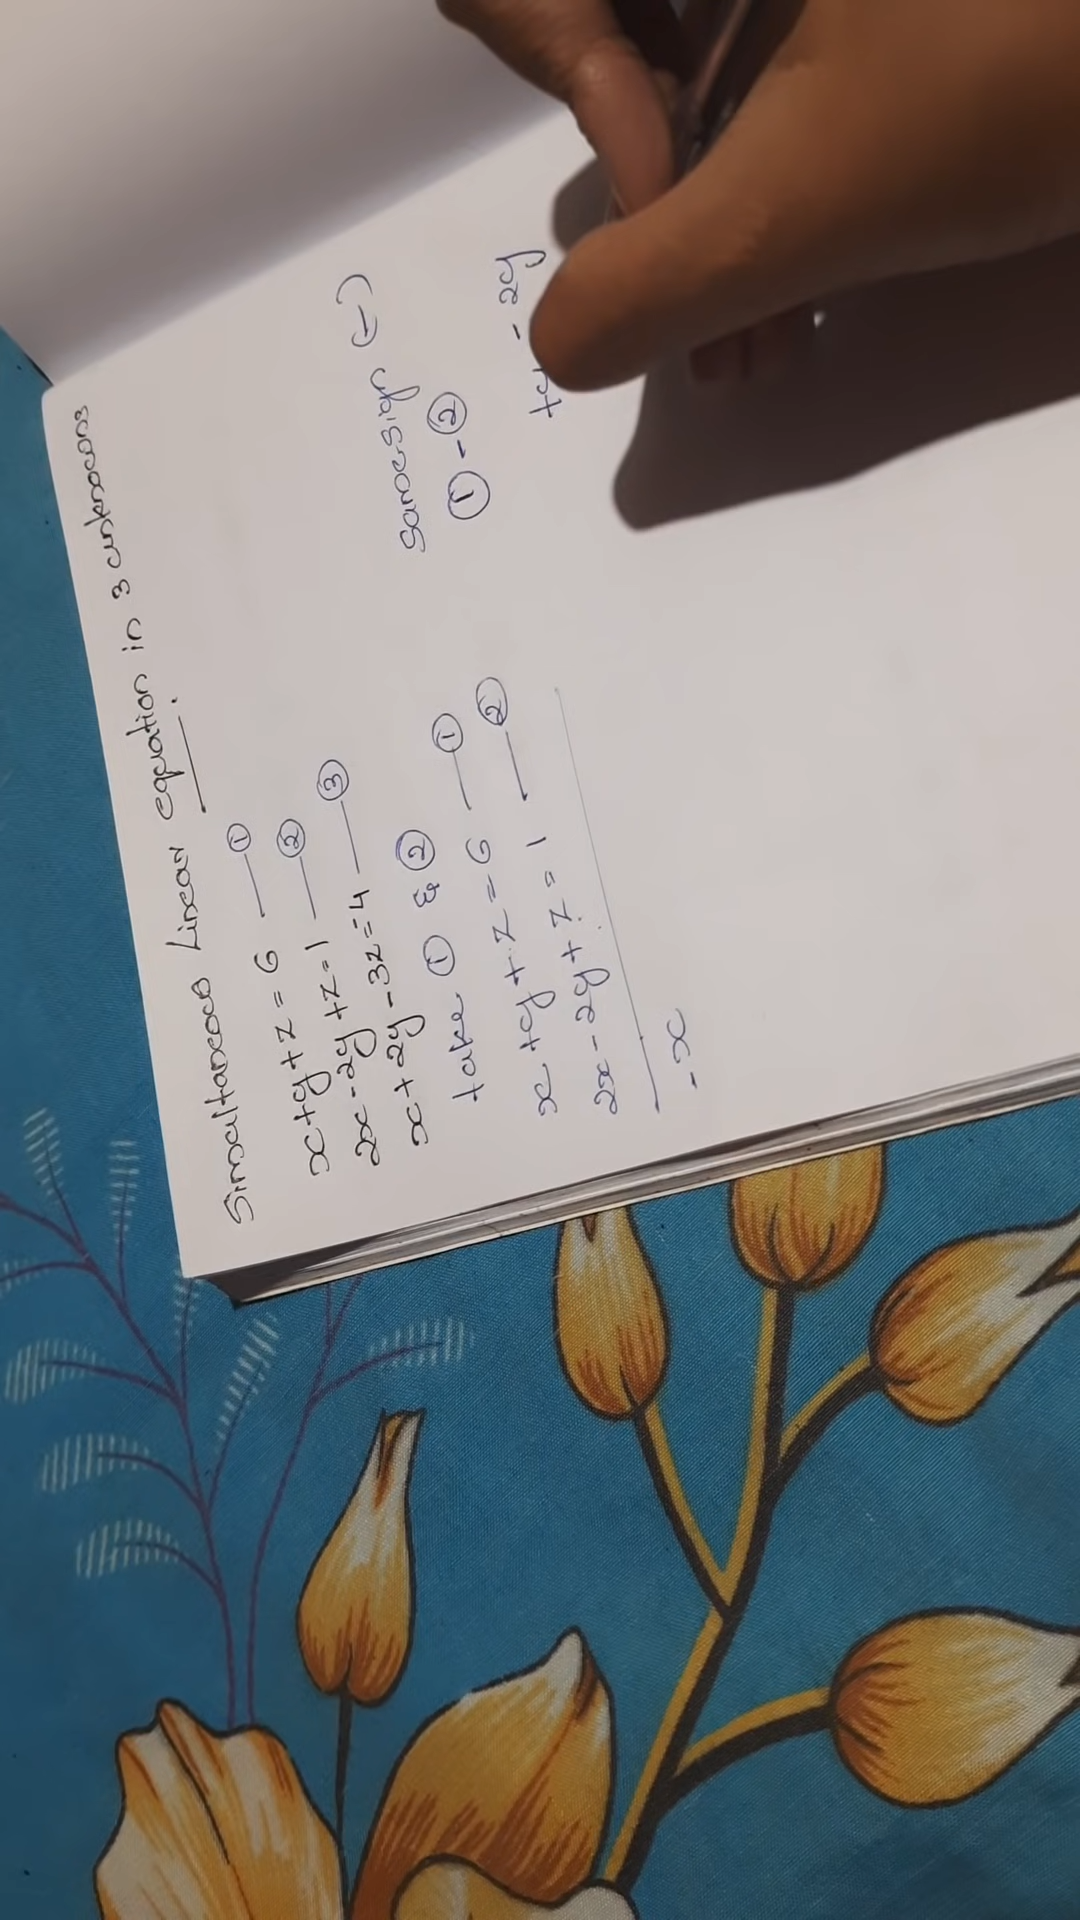 Simultaneous Linear equation in 3 unknowns.
x+y+z=6 —— ①
2x-2y+z=1 —— ②
x+2y-3z=4 —— ③
take ① & ②
Same sign (-)
x+y+z=6 —— ①
① - ②
2x-2y+z=1 —— ②
-x
- 2y